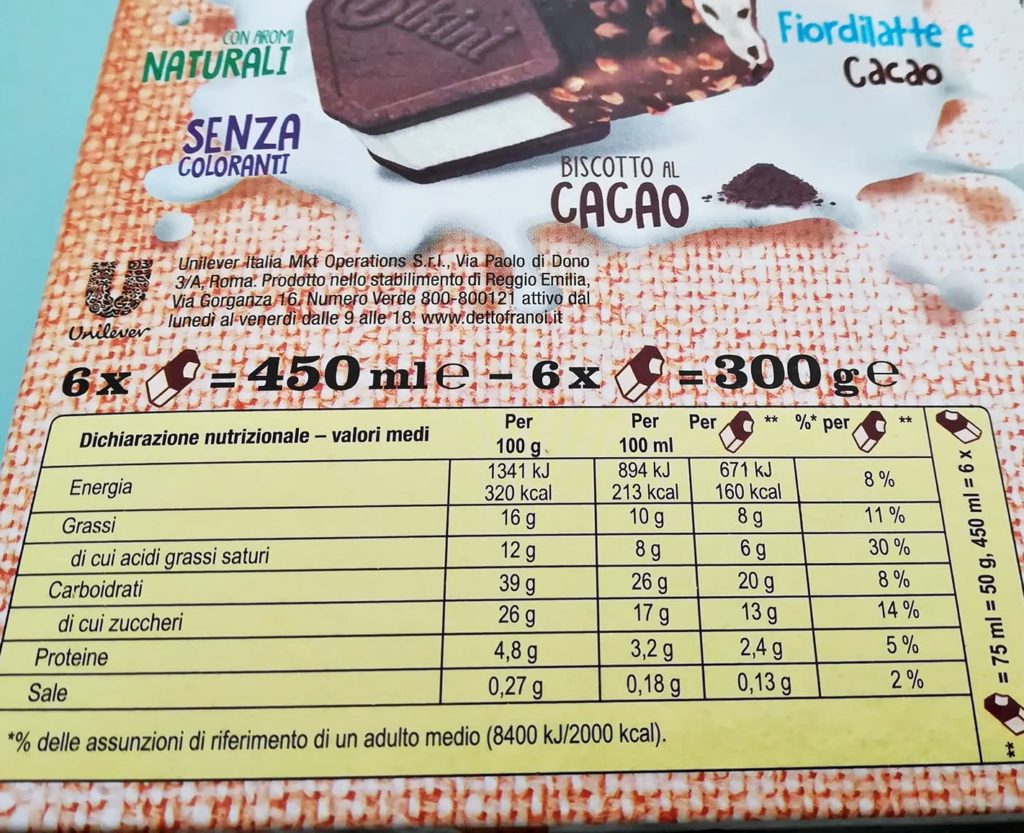 CON AROMI
NATURALI
SENZA
COLORANTI
Fiordilatte e
Cacao
BISCOTTO AL
CACAO
Unilever
Unilever Italia Mkt Operations S.r.l., Via Paolo di Dono
3/A, Roma. Prodotto nello stabilimento di Reggio Emilia,
Via Gorganza 16. Numero Verde 800-800121 attivo dal
lunedì al venerdì dalle 9 alle 18. www.dettofranoi.it
6x = 450 ml e - 6x = 300 g e
Dichiarazione nutrizionale – valori medi Per 100 g Per 100 ml Per ** %* per **
Energia 1341 kJ 320 kcal 894 kJ 213 kcal 671 kJ 160 kcal 8 %
Grassi 16 g 10 g 8 g 11 %
di cui acidi grassi saturi 12 g 8 g 6 g 30 %
Carboidrati 39 g 26 g 20 g 8 %
di cui zuccheri 26 g 17 g 13 g 14 %
Proteine 4,8 g 3,2 g 2,4 g 5 %
Sale 0,27 g 0,18 g 0,13 g 2 %
*% delle assunzioni di riferimento di un adulto medio (8400 kJ/2000 kcal).
** = 75 ml = 50 g, 450 ml = 6 x